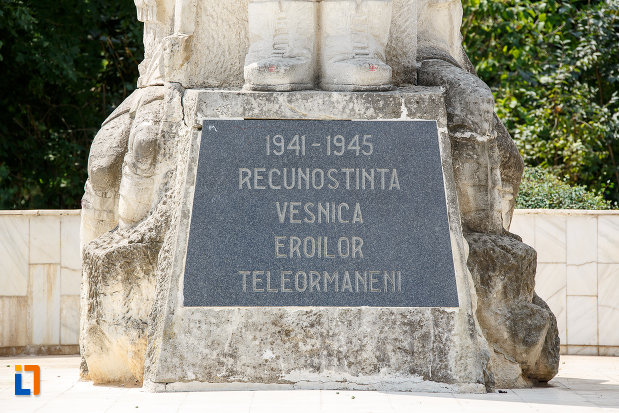 1941-1945
RECUNOSTINTA
VESNICA
EROILOR
TELEORMANENI